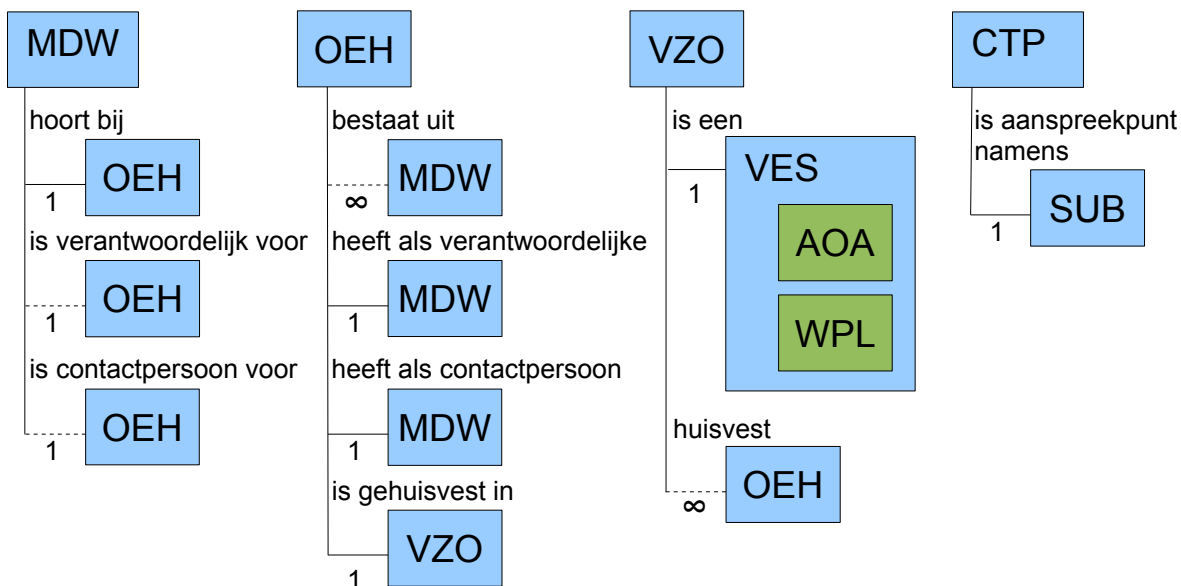 MDW
hoort bij
OEH
1
is verantwoordelijk voor
OEH
1
is contactpersoon voor
OEH
1
OEH
bestaat uit
MDW
∞
heeft als verantwoordelijke
MDW
1
heeft als contactpersoon
MDW
1
is gehuisvest in
VZO
1
VZO
is een
VES
1
AOA
WPL
huisvest
OEH
∞
CTP
is aanspreekpunt
namens
SUB
1